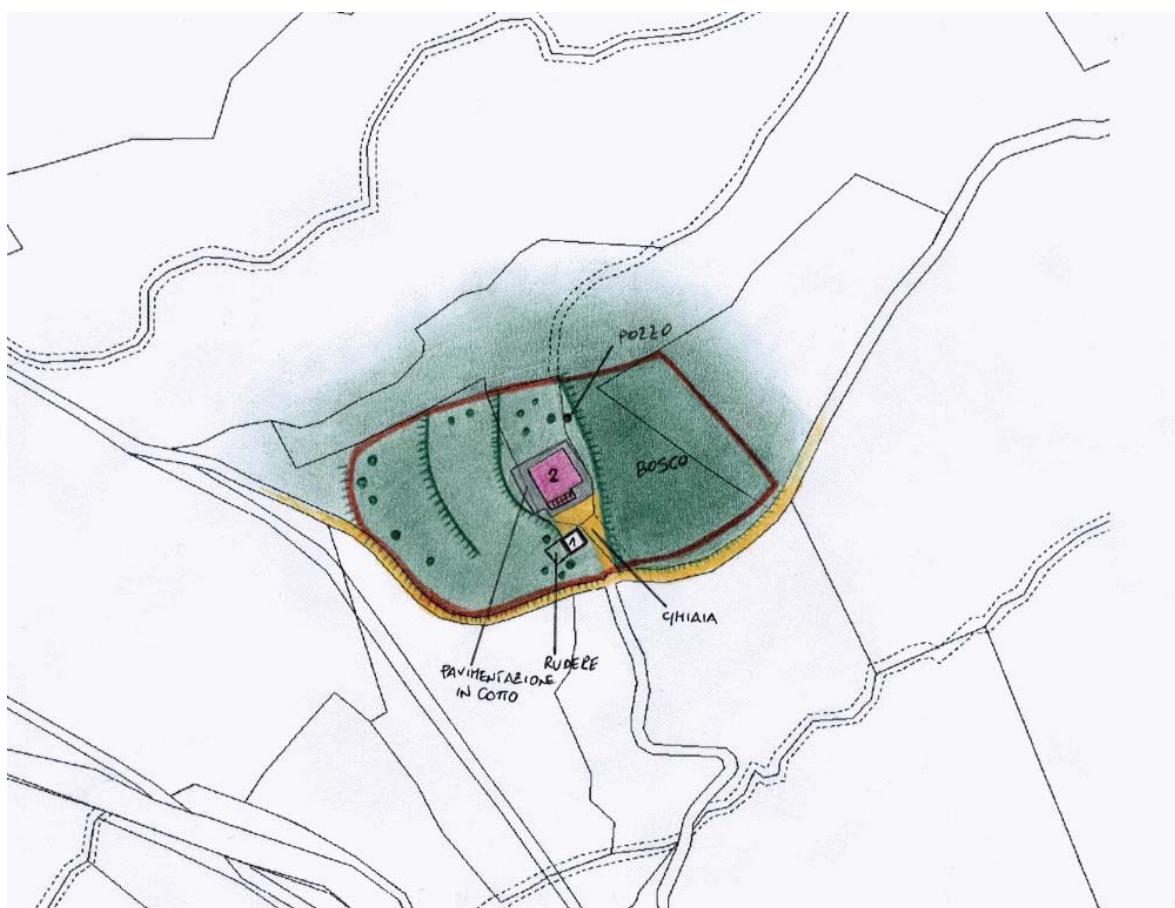 POZZO
BOSCO
2
1
GHIAIA
RUDERE
PAVIMENTAZIONE
IN COTTO